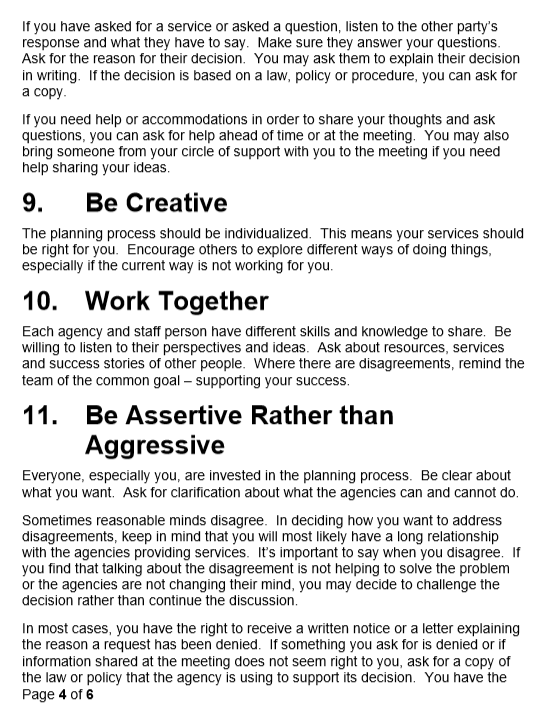 If you have asked for a service or asked a question, listen to the other party's
response and what they have to say.  Make sure they answer your questions.
Ask for the reason for their decision.  You may ask them to explain their decision
in writing.  If the decision is based on a law, policy or procedure, you can ask for
a copy.
If you need help or accommodations in order to share your thoughts and ask
questions, you can ask for help ahead of time or at the meeting.  You may also
bring someone from your circle of support with you to the meeting if you need
help sharing your ideas.
9. Be Creative
The planning process should be individualized.  This means your services should
be right for you.  Encourage others to explore different ways of doing things,
especially if the current way is not working for you.
10. Work Together
Each agency and staff person have different skills and knowledge to share.  Be
willing to listen to their perspectives and ideas.  Ask about resources, services
and success stories of other people.  Where there are disagreements, remind the
team of the common goal – supporting your success.
11. Be Assertive Rather than
Aggressive
Everyone, especially you, are invested in the planning process.  Be clear about
what you want.  Ask for clarification about what the agencies can and cannot do.
Sometimes reasonable minds disagree.  In deciding how you want to address
disagreements, keep in mind that you will most likely have a long relationship
with the agencies providing services.  It's important to say when you disagree.  If
you find that talking about the disagreement is not helping to solve the problem
or the agencies are not changing their mind, you may decide to challenge the
decision rather than continue the discussion.
In most cases, you have the right to receive a written notice or a letter explaining
the reason a request has been denied.  If something you ask for is denied or if
information shared at the meeting does not seem right to you, ask for a copy of
the law or policy that the agency is using to support its decision.  You have the
Page 4 of 6